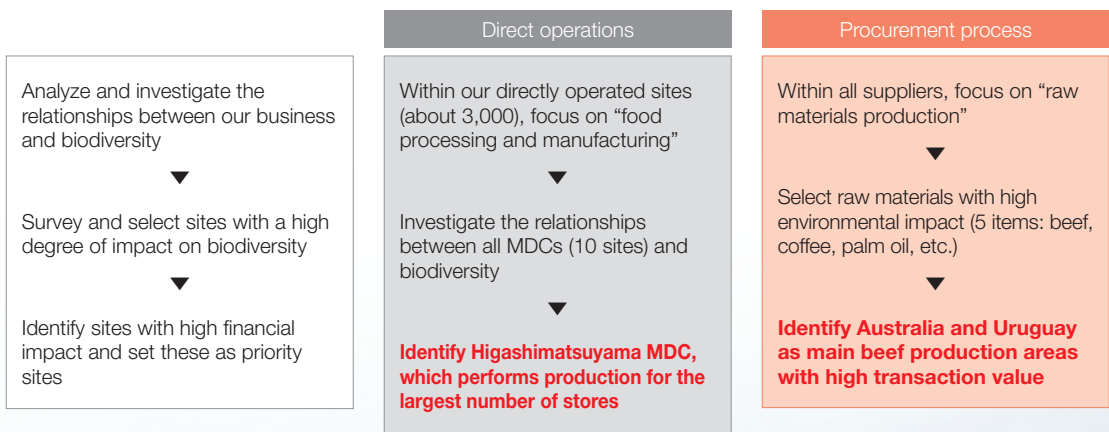 Analyze and investigate the
relationships between our business
and biodiversity
▼
Survey and select sites with a high
degree of impact on biodiversity
▼
Identify sites with high financial
impact and set these as priority
sites
Direct operations
Within our directly operated sites
(about 3,000), focus on “food
processing and manufacturing”
▼
Investigate the relationships
between all MDCs (10 sites) and
biodiversity
▼
Identify Higashimatsuyama MDC,
which performs production for the
largest number of stores
Procurement process
Within all suppliers, focus on “raw
materials production”
▼
Select raw materials with high
environmental impact (5 items: beef,
coffee, palm oil, etc.)
▼
Identify Australia and Uruguay
as main beef production areas
with high transaction value